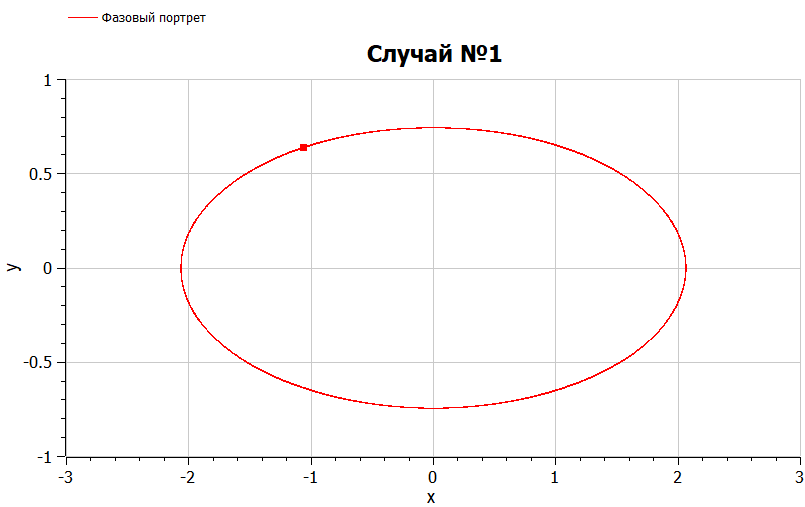 Фазовый портрет
Случай №1
1
0.5
0
-0.5
-1
y
-3 -2 -1 0 1 2 3
x